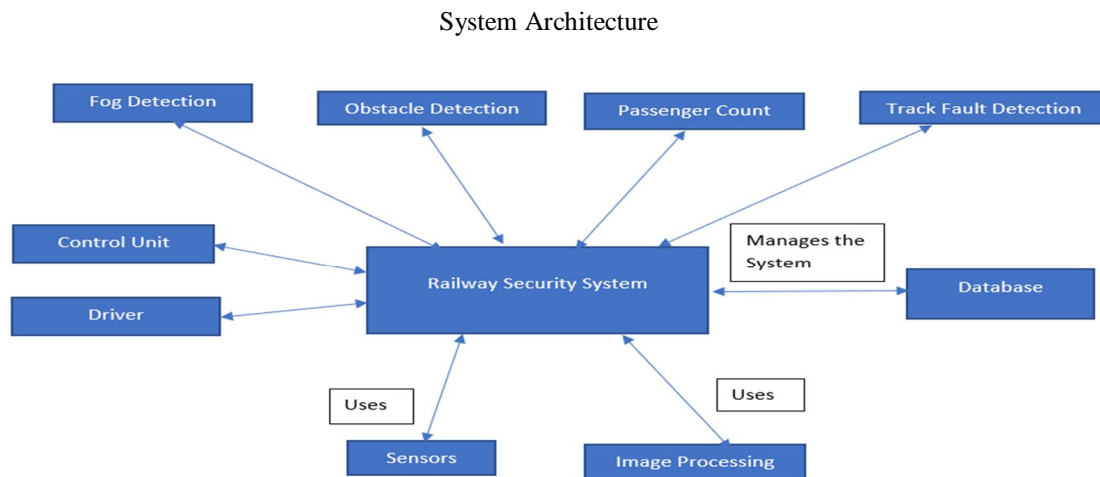 System Architecture
Fog Detection
Obstacle Detection
Passenger Count
Track Fault Detection
Control Unit
Manages the
System
Railway Security System
Database
Driver
Uses
Uses
Sensors
Image Processing